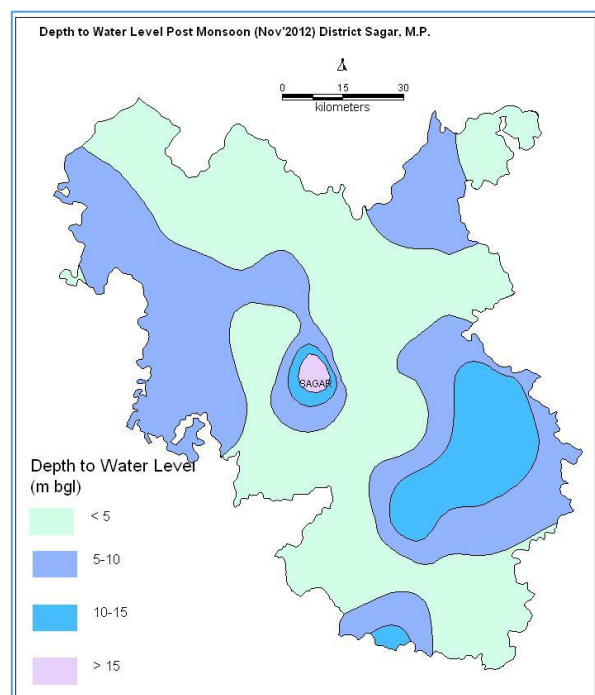 Depth to Water Level Post Monsoon (Nov'2012) District Sagar, M.P.
0 15 30
kilometers
SAGAR
Depth to Water Level
(m bgl)
< 5
5-10
10-15
> 15